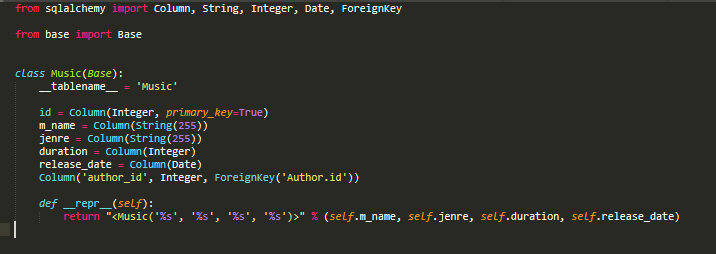 from sqlalchemy import Column, String, Integer, Date, ForeignKey
from base import Base
class Music(Base):
    __tablename__ = 'Music'
    id = Column(Integer, primary_key=True)
    m_name = Column(String(255))
    jenre = Column(String(255))
    duration = Column(Integer)
    release_date = Column(Date)
    Column('author_id', Integer, ForeignKey('Author.id'))
    def __repr__(self):
        return "<Music('%s', '%s', '%s', '%s')>" % (self.m_name, self.jenre, self.duration, self.release_date)